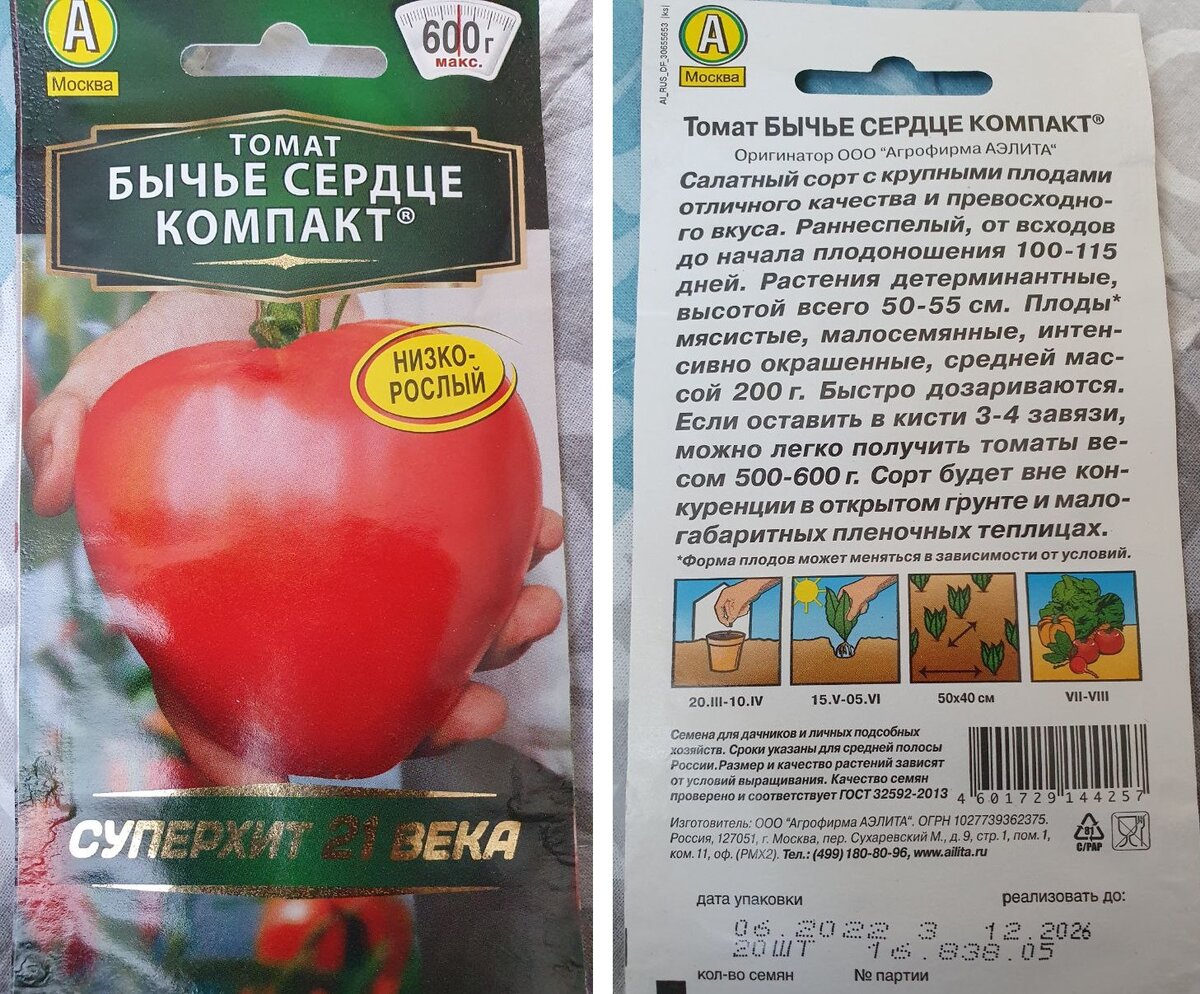 А
Москва
600г
макс.
ТОМАТ
БЫЧЬЕ СЕРДЦЕ
КОМПАКТ®
НИЗКО-
РОСЛЫЙ
СУПЕРХИТ 21 ВЕКА
А
Москва
AI_RUS_DF_30655653 |ks|
Томат БЫЧЬЕ СЕРДЦЕ КОМПАКТ®
Оригинатор ООО "Агрофирма АЭЛИТА"
Салатный сорт с крупными плодами
отличного качества и превосходно-
го вкуса. Раннеспелый, от всходов
до начала плодоношения 100-115
дней. Растения детерминантные,
высотой всего 50-55 см. Плоды*
мясистые, малосемянные, интен-
сивно окрашенные, средней мас-
сой 200 г. Быстро дозариваются.
Если оставить в кисти 3-4 завязи,
можно легко получить томаты ве-
сом 500-600 г. Сорт будет вне кон-
куренции в открытом грунте и мало-
габаритных пленочных теплицах.
*Форма плодов может меняться в зависимости от условий.
20.III-10.IV 15.V-05.VI 50х40 см VII-VIII
Семена для дачников и личных подсобных
хозяйств. Сроки указаны для средней полосы
России.Размер и качество растений зависят
от условий выращивания. Качество семян
проверено и соответствует ГОСТ 32592-2013
4 601729 144257
Изготовитель: ООО "Агрофирма АЭЛИТА". ОГРН 1027739362375.
Россия, 127051, г. Москва, пер. Сухаревский М., д. 9, стр. 1, пом. 1,
ком. 11, оф. (РМХ2). Тел.: (499) 180-80-96, www.ailita.ru
81
C/PAP
дата упаковки реализовать до:
06.2022 3 12.2026
20ШТ 16.838.05
кол-во семян № партии